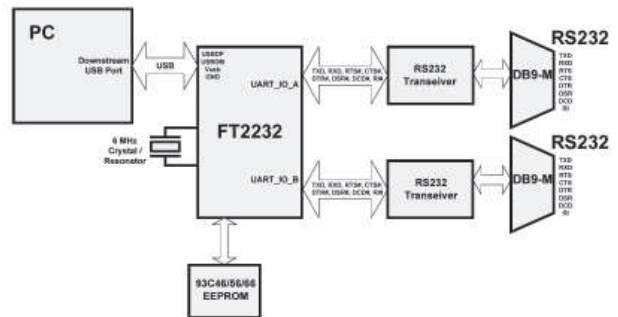 PC
Downstream
USB Port
USB
USBDP
USBDM
Vusb
GND
UART_IO_A
FT2232
UART_IO_B
6 MHz
Crystal /
Resonator
93C46/56/66
EEPROM
TXD, RXD, RTS#, CTS#,
DTR#, DSR#, DCD#, RI#
RS232
Transeiver
DB9-M
RS232
TXD
RXD
RTS
CTS
DTR
DSR
DCD
RI
TXD, RXD, RTS#, CTS#,
DTR#, DSR#, DCD#, RI#
RS232
Transeiver
DB9-M
RS232
TXD
RXD
RTS
CTS
DTR
DSR
DCD
RI